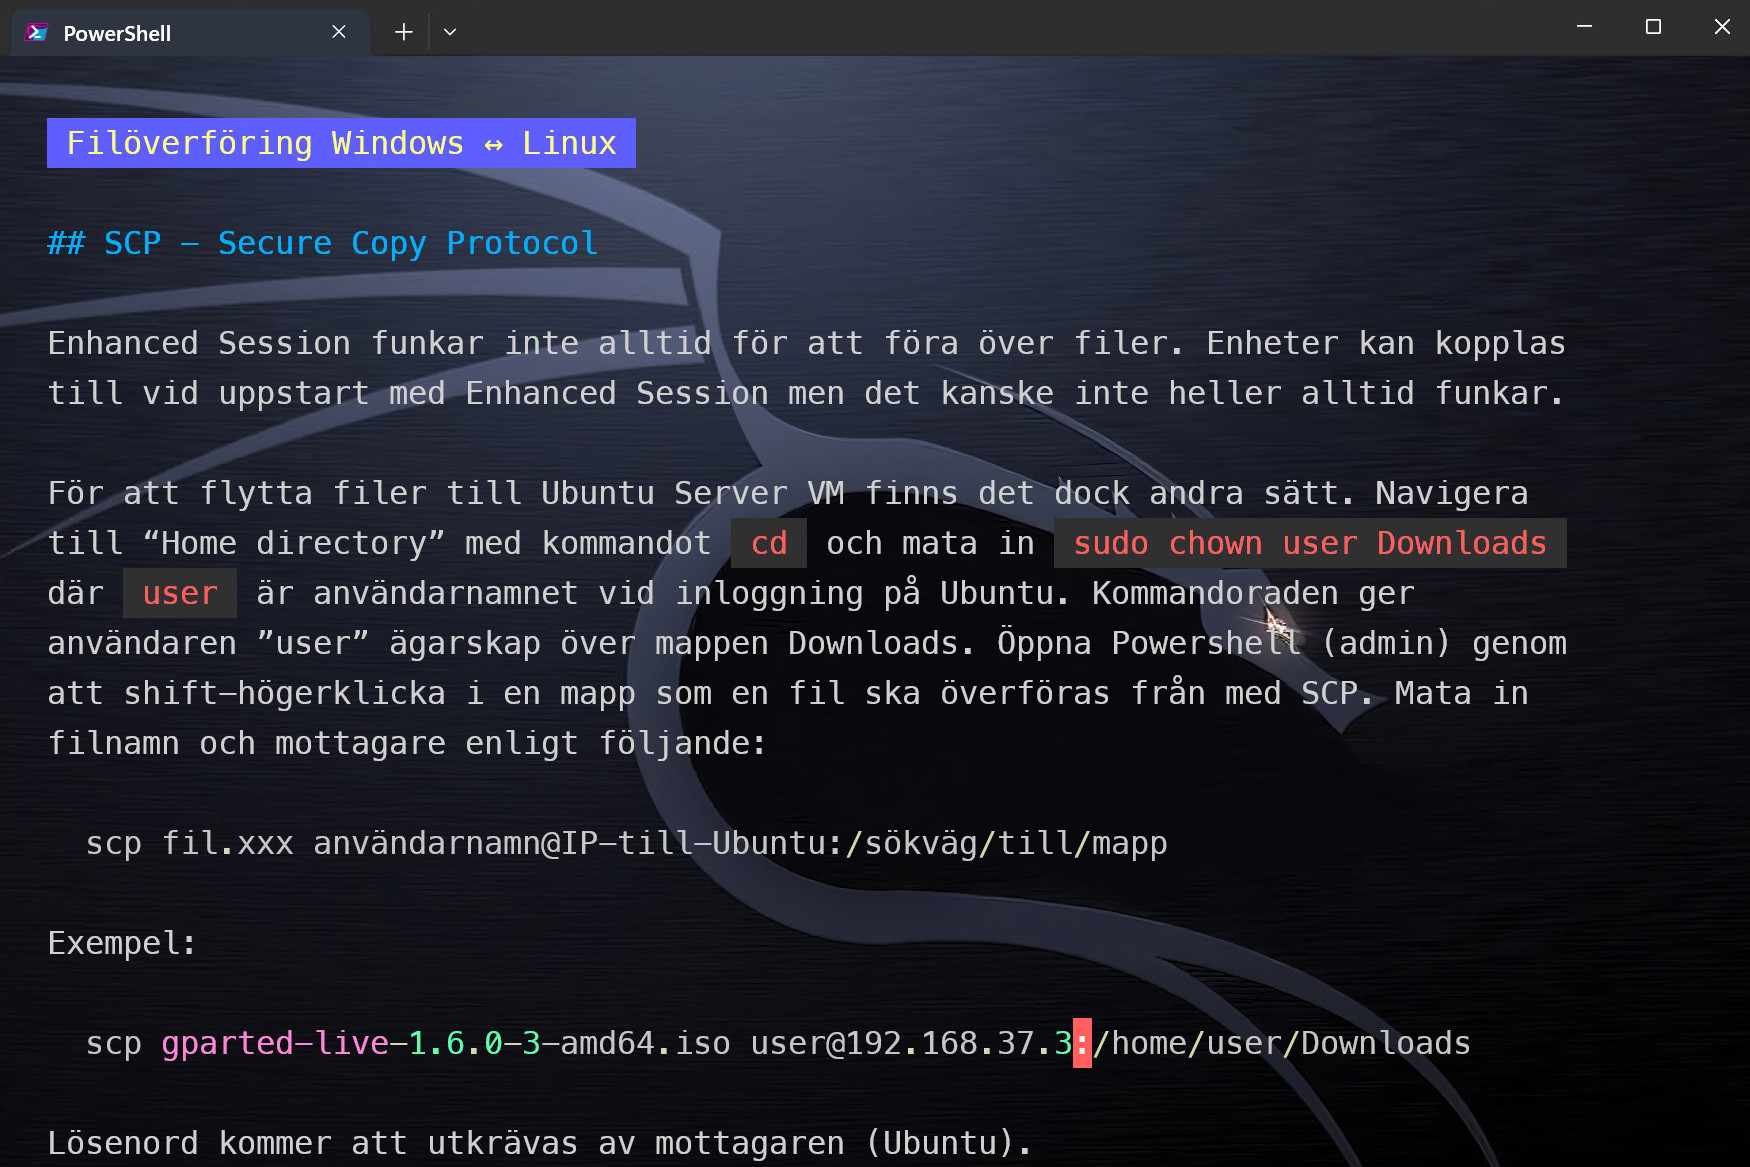 PowerShell
Filöverföring Windows ↔ Linux
## SCP – Secure Copy Protocol
Enhanced Session funkar inte alltid för att föra över filer. Enheter kan kopplas
till vid uppstart med Enhanced Session men det kanske inte heller alltid funkar.
För att flytta filer till Ubuntu Server VM finns det dock andra sätt. Navigera
till “Home directory” med kommandot cd och mata in sudo chown user Downloads
där user är användarnamnet vid inloggning på Ubuntu. Kommandoraden ger
användaren ”user” ägarskap över mappen Downloads. Öppna Powershell (admin) genom
att shift-högerklicka i en mapp som en fil ska överföras från med SCP. Mata in
filnamn och mottagare enligt följande:
scp fil.xxx användarnamn@IP-till-Ubuntu:/sökväg/till/mapp
Exempel:
scp gparted-live-1.6.0-3-amd64.iso user@192.168.37.3:/home/user/Downloads
Lösenord kommer att utkrävas av mottagaren (Ubuntu).